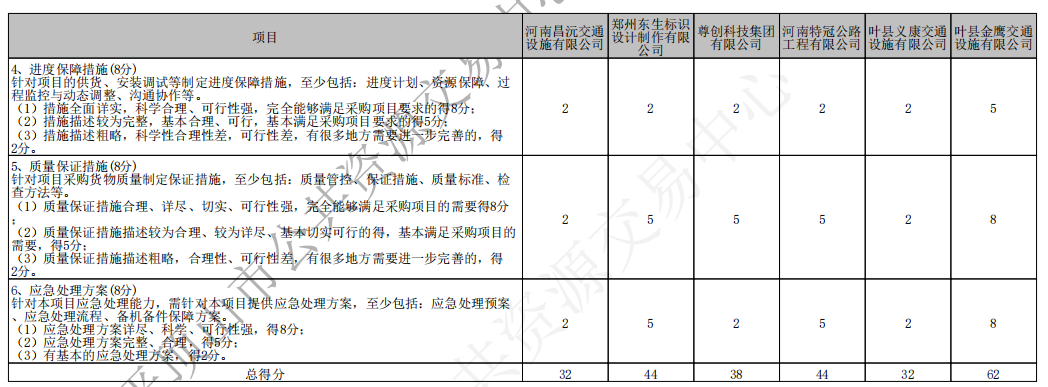 项目
河南昌沅交通
设施有限公司
郑州东生标识
设计制作有限
公司
尊创科技集团
有限公司
河南特冠公路
工程有限公司
叶县义康交通
设施有限公司
叶县金鹰交通
设施有限公司
4、进度保障措施(8分)
针对项目的供货、安装调试等制定进度保障措施，至少包括：进度计划、资源保障、过
程监控与动态调整、沟通协作等。
（1）措施全面详实，科学合理、可行性强，完全能够满足采购项目要求的得8分；
（2）措施描述较为完整，基本合理、可行，基本满足采购项目要求的得5分；
（3）措施描述粗略，科学性合理性差，可行性差，有很多地方需要进一步完善的，得
2分。
2
2
2
2
2
5
5、质量保证措施(8分)
针对项目采购货物质量制定保证措施，至少包括：质量管控、保证措施、质量标准、检
查方法等。
（1）质量保证措施合理、详尽、切实、可行性强，完全能够满足采购项目的需要得8分
；
（2）质量保证措施描述较为合理、较为详尽、基本切实可行的得，基本满足采购项目的
需要，得5分；
（3）质量保证措施描述粗略，合理性、可行性差，有很多地方需要进一步完善的，得
2分。
2
5
5
5
2
8
6、应急处理方案(8分)
针对本项目应急处理能力，需针对本项目提供应急处理方案，至少包括：应急处理预案
、应急处理流程、备机备件保障方案。
（1）应急处理方案详尽、科学、可行性强，得8分；
（2）应急处理方案完整、合理，得5分；
（3）有基本的应急处理方案，得2分。
2
5
2
5
2
8
总得分
32
44
38
44
32
62
平顶山市公共资源交易中心
共资源交易中心